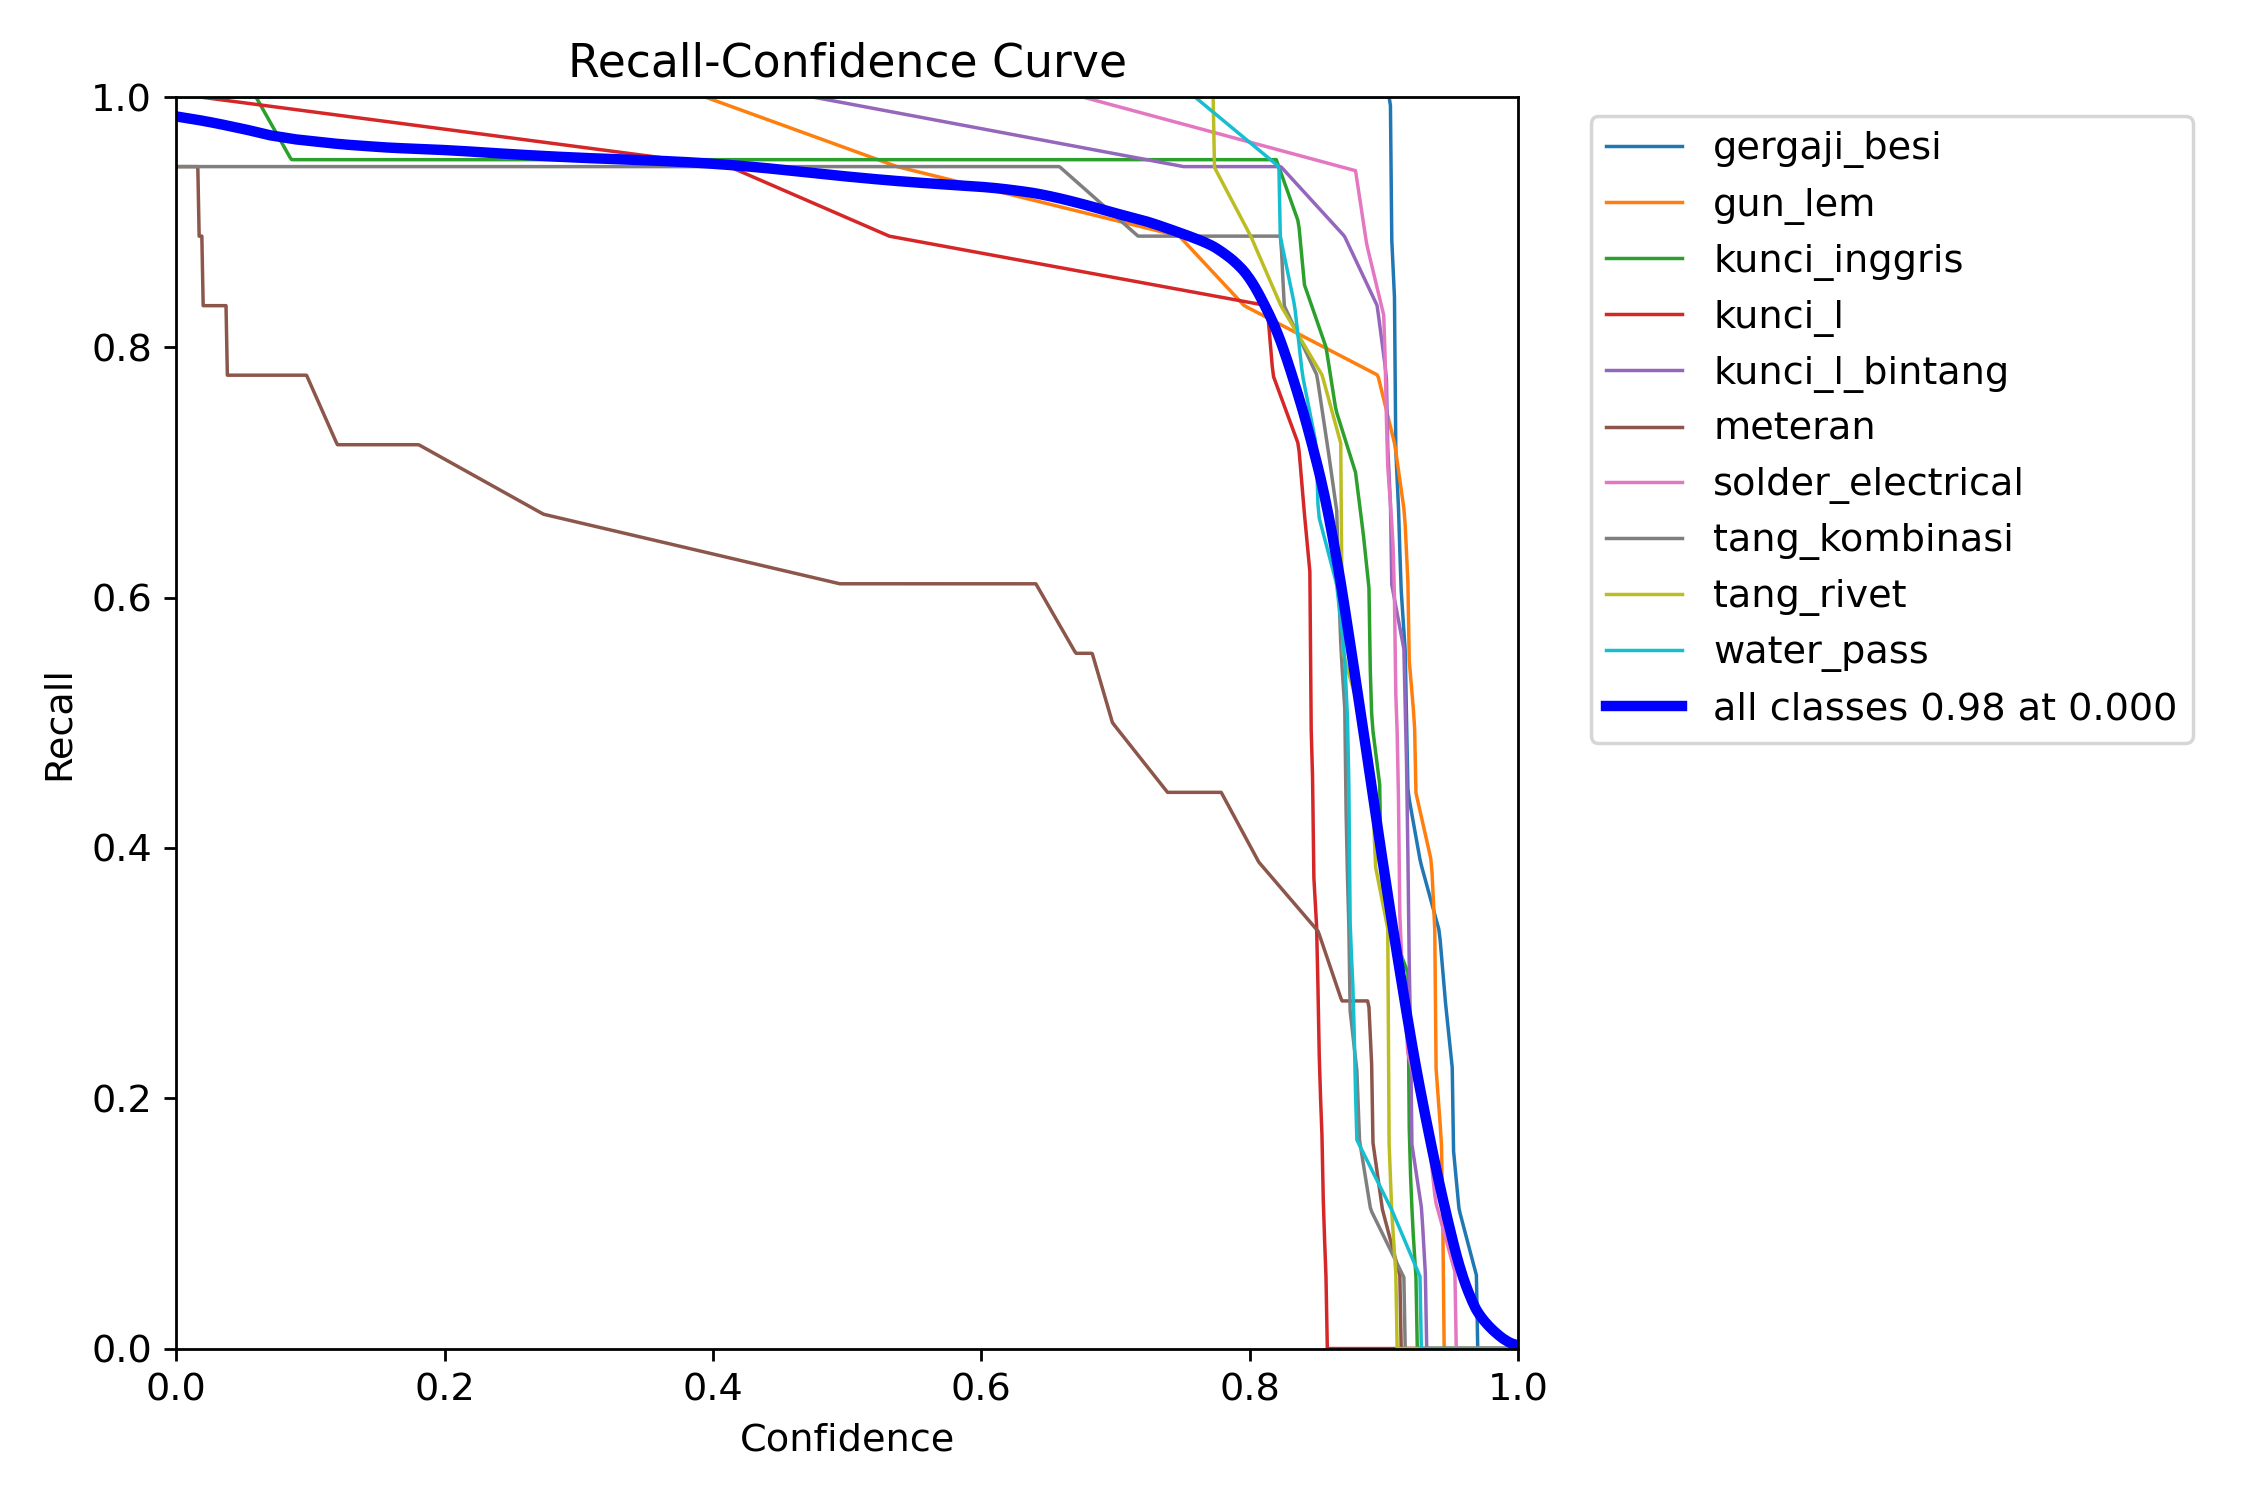 Recall-Confidence Curve
1.0
0.8
0.6
0.4
0.2
0.0
Recall
0.0 0.2 0.4 0.6 0.8 1.0
Confidence
gergaji_besi
gun_lem
kunci_inggris
kunci_l
kunci_l_bintang
meteran
solder_electrical
tang_kombinasi
tang_rivet
water_pass
all classes 0.98 at 0.000